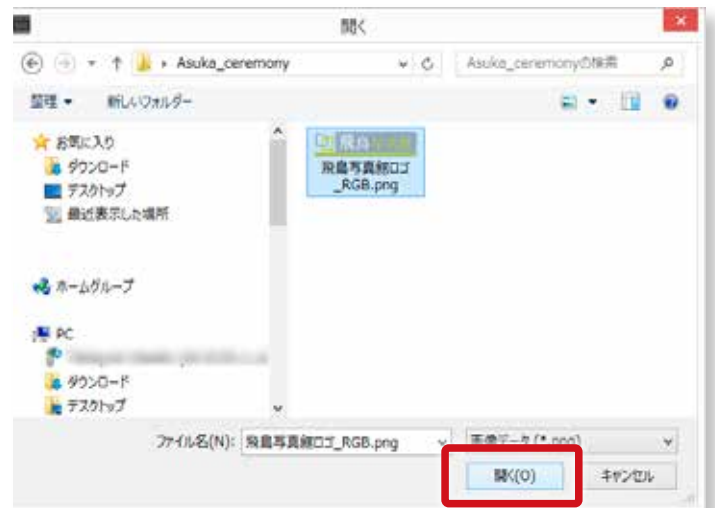 開く
Asuka_ceremony
Asuka_ceremonyの検索
整理
新しいフォルダー
お気に入り
ダウンロード
デスクトップ
最近表示した場所
ホームグループ
PC
ダウンロード
デスクトップ
飛鳥写真館ロゴ
_RGB.png
ファイル名(N): 飛鳥写真館ロゴ_RGB.png
画像データ (*.png)
開く(O)
キャンセル